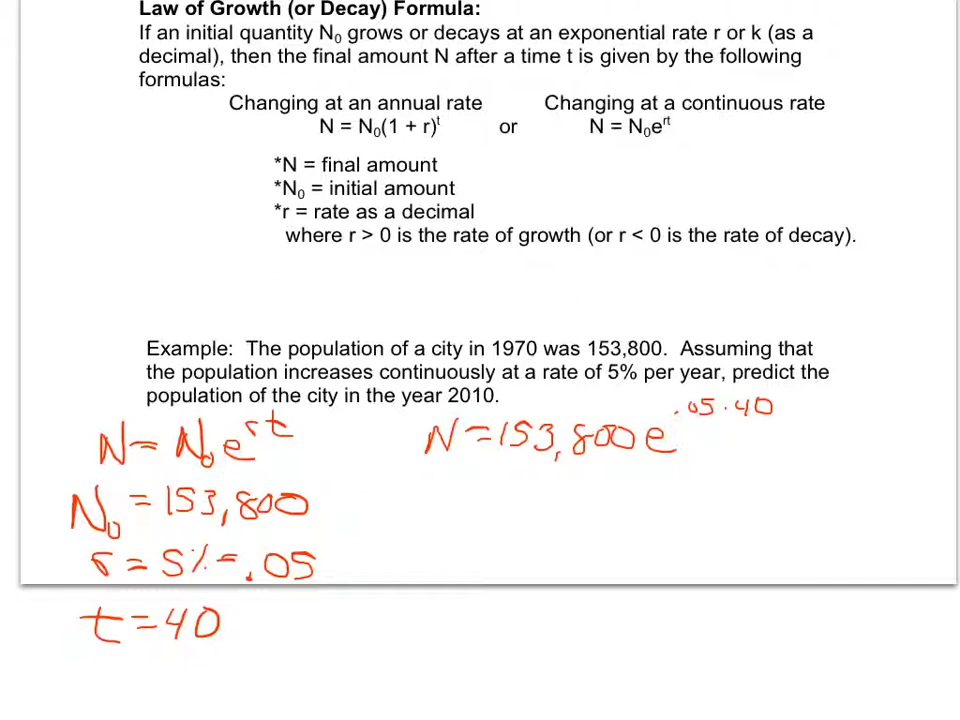 Law of Growth (or Decay) Formula:
If an initial quantity N₀ grows or decays at an exponential rate r or k (as a
decimal), then the final amount N after a time t is given by the following
formulas:
Changing at an annual rate Changing at a continuous rate
N = N₀(1 + r)ᵗ or N = N₀eʳᵗ
*N = final amount
*N₀ = initial amount
*r = rate as a decimal
where r > 0 is the rate of growth (or r < 0 is the rate of decay).
Example: The population of a city in 1970 was 153,800. Assuming that
the population increases continuously at a rate of 5% per year, predict the
population of the city in the year 2010.
N = N₀eʳᵗ N = 153,800e^.05·40
N₀ = 153,800
r = 5% = .05
t = 40